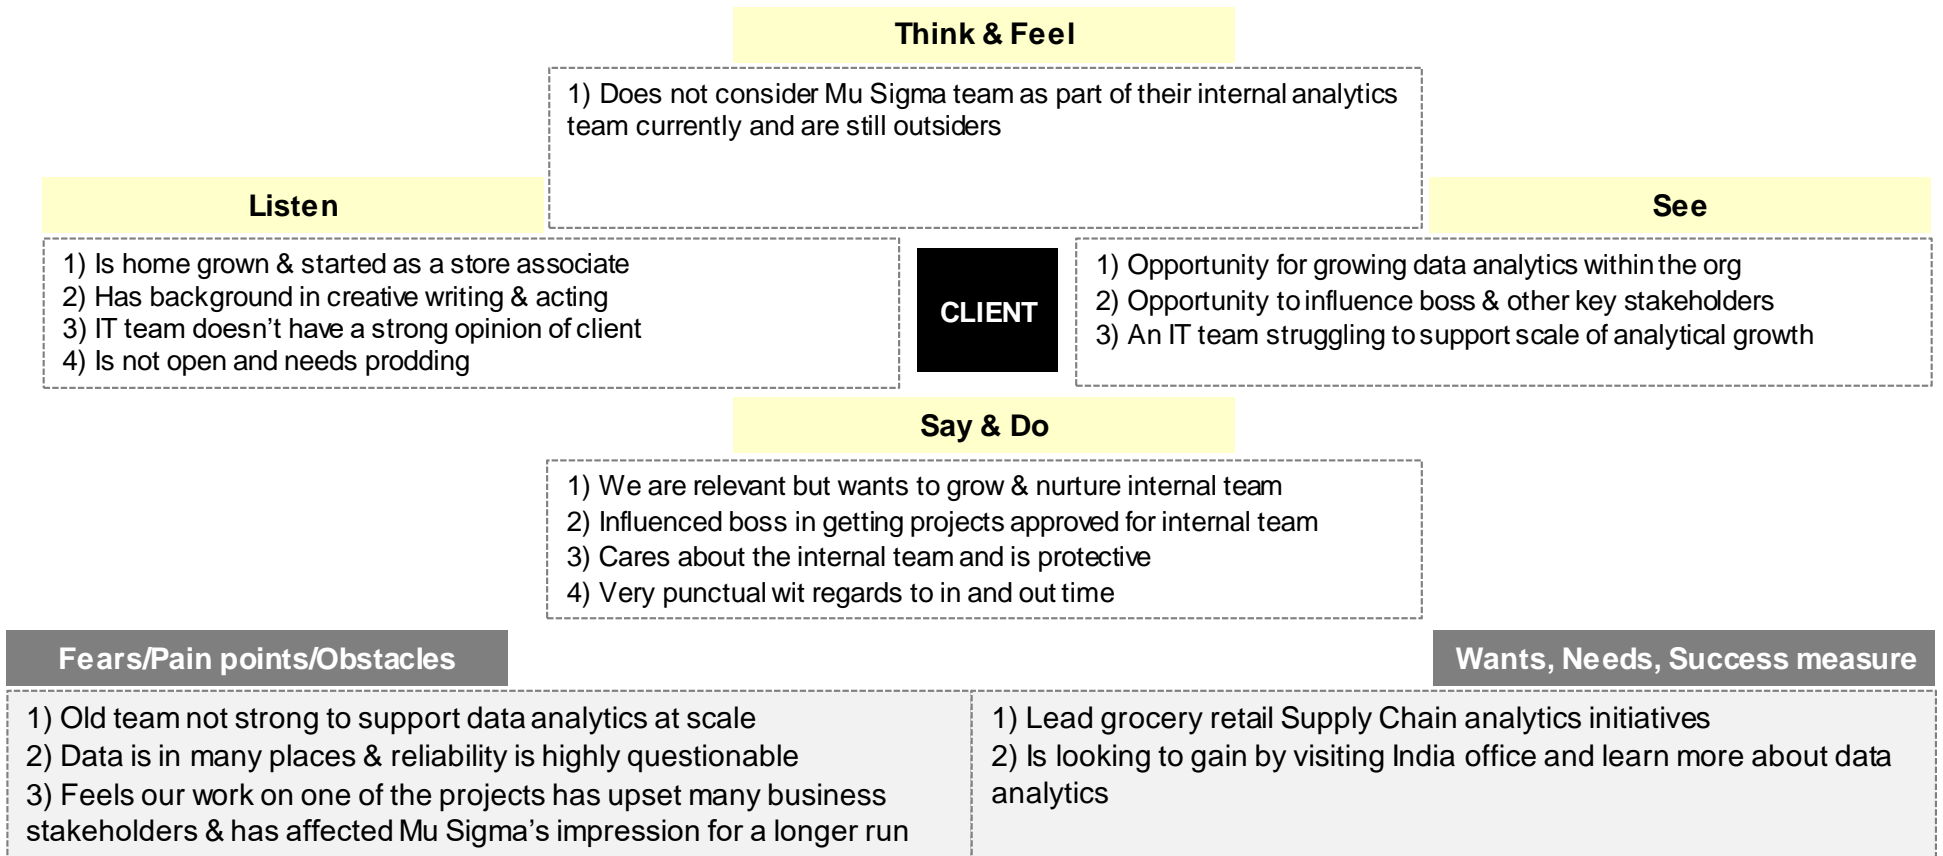 Think & Feel
1) Does not consider Mu Sigma team as part of their internal analytics
team currently and are still outsiders
Listen
1) Is home grown & started as a store associate
2) Has background in creative writing & acting
3) IT team doesn’t have a strong opinion of client
4) Is not open and needs prodding
CLIENT
See
1) Opportunity for growing data analytics within the org
2) Opportunity to influence boss & other key stakeholders
3) An IT team struggling to support scale of analytical growth
Say & Do
1) We are relevant but wants to grow & nurture internal team
2) Influenced boss in getting projects approved for internal team
3) Cares about the internal team and is protective
4) Very punctual wit regards to in and out time
Fears/Pain points/Obstacles
1) Old team not strong to support data analytics at scale
2) Data is in many places & reliability is highly questionable
3) Feels our work on one of the projects has upset many business
stakeholders & has affected Mu Sigma’s impression for a longer run
Wants, Needs, Success measure
1) Lead grocery retail Supply Chain analytics initiatives
2) Is looking to gain by visiting India office and learn more about data
analytics